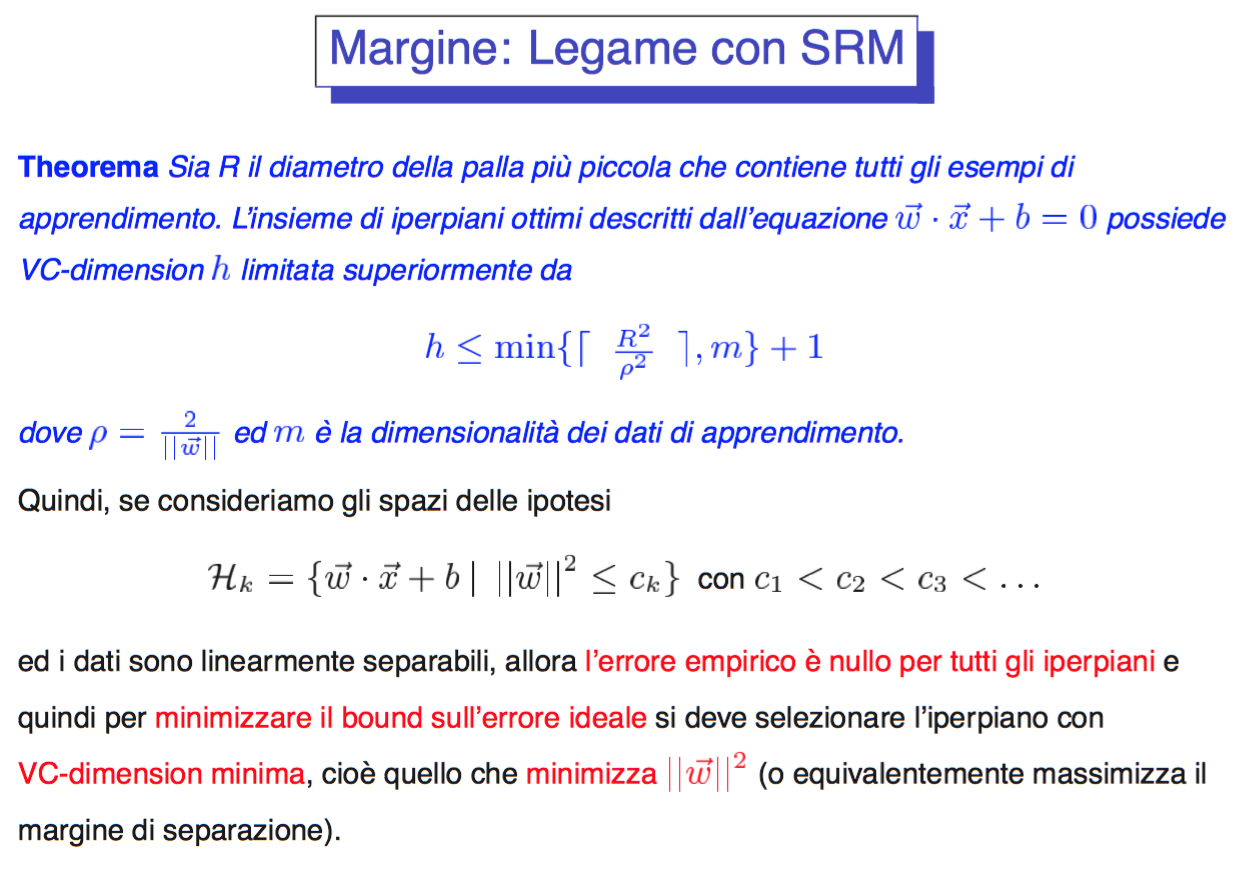 Margine: Legame con SRM
Theorema Sia R il diametro della palla più piccola che contiene tutti gli esempi di
apprendimento. L'insieme di iperpiani ottimi descritti dall'equazione $\vec{w} \cdot \vec{x} + b = 0$ possiede
VC-dimension $h$ limitata superiormente da
$h \leq \min\{\lceil \frac{R^2}{\rho^2} \rceil, m\} + 1$
dove $\rho = \frac{2}{||\vec{w}||}$ ed $m$ è la dimensionalità dei dati di apprendimento.
Quindi, se consideriamo gli spazi delle ipotesi
$\mathcal{H}_k = \{\vec{w} \cdot \vec{x} + b \,|\, ||\vec{w}||^2 \leq c_k\}$ con $c_1 < c_2 < c_3 < \ldots$
ed i dati sono linearmente separabili, allora l'errore empirico è nullo per tutti gli iperpiani e
quindi per minimizzare il bound sull'errore ideale si deve selezionare l'iperpiano con
VC-dimension minima, cioè quello che minimizza $||\vec{w}||^2$ (o equivalentemente massimizza il
margine di separazione).